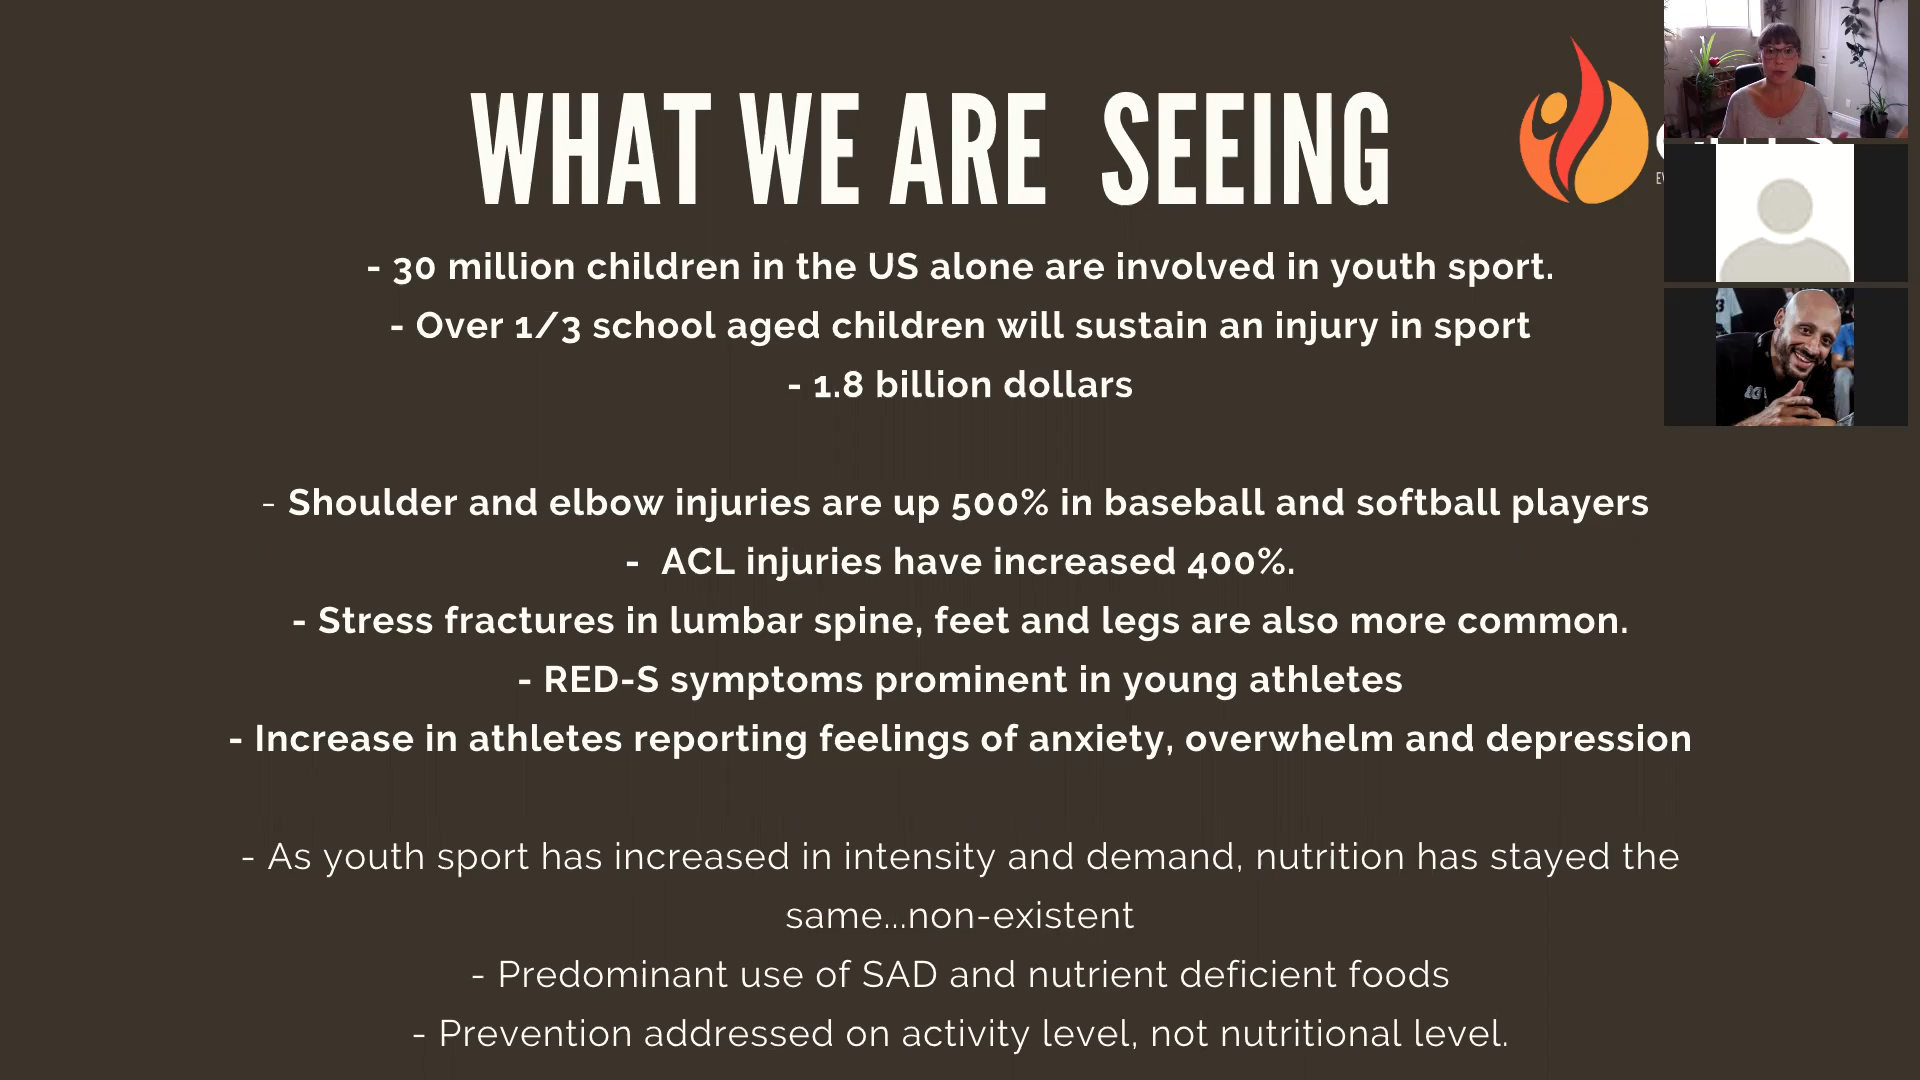 WHAT WE ARE SEEING
- 30 million children in the US alone are involved in youth sport.
- Over 1/3 school aged children will sustain an injury in sport
- 1.8 billion dollars
- Shoulder and elbow injuries are up 500% in baseball and softball players
- ACL injuries have increased 400%.
- Stress fractures in lumbar spine, feet and legs are also more common.
- RED-S symptoms prominent in young athletes
- Increase in athletes reporting feelings of anxiety, overwhelm and depression
- As youth sport has increased in intensity and demand, nutrition has stayed the
same...non-existent
- Predominant use of SAD and nutrient deficient foods
- Prevention addressed on activity level, not nutritional level.